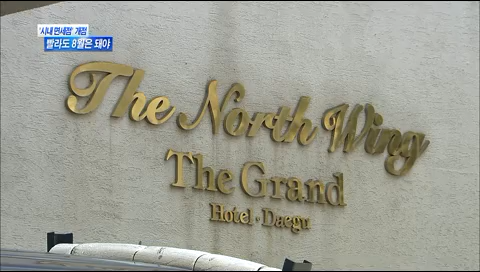 '시내 면세점' 개점
빨라도 8월은 돼야
The North Wing
The Grand
Hotel · Daegu